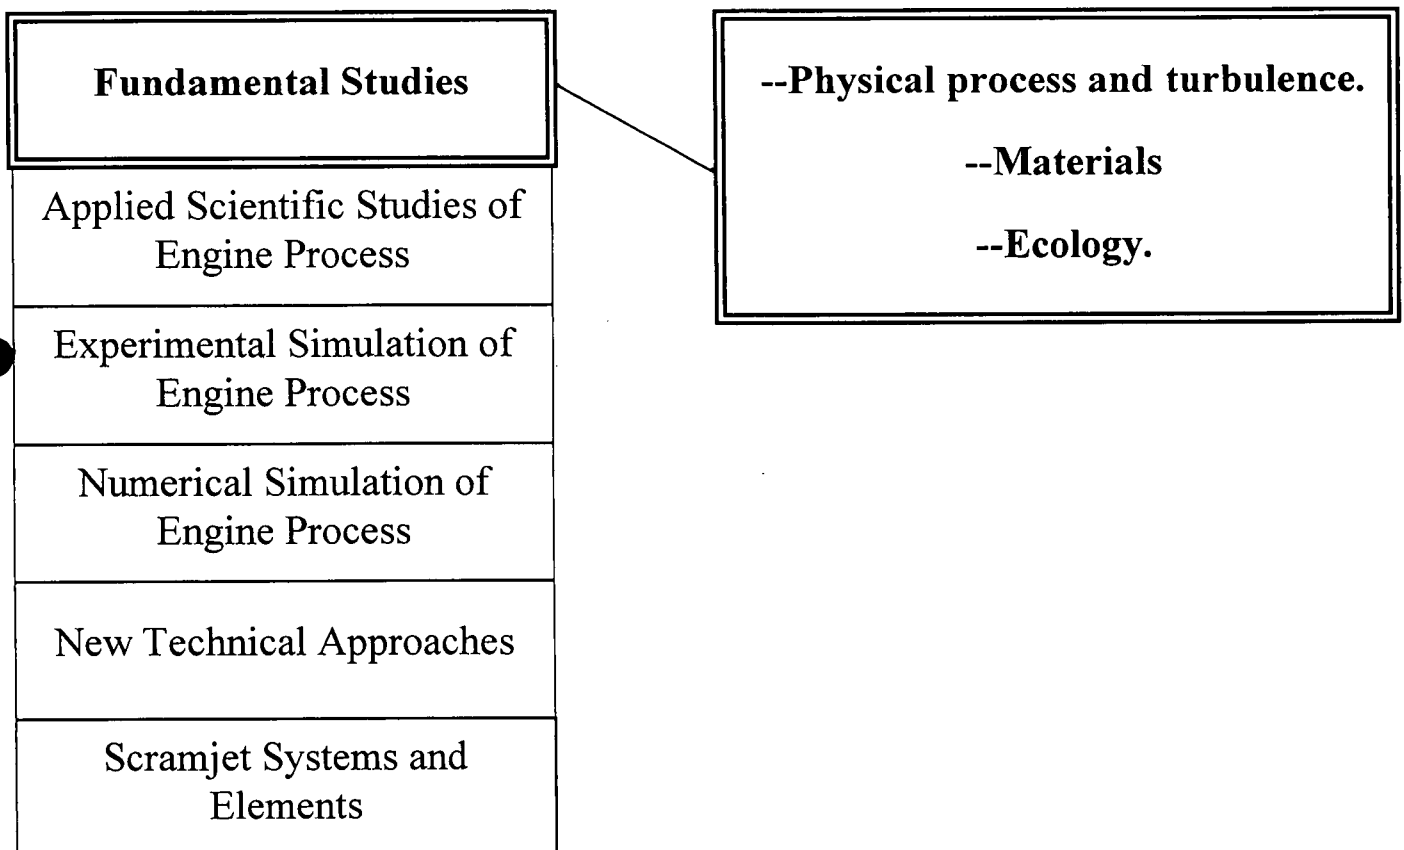 Fundamental Studies
Applied Scientific Studies of
Engine Process
Experimental Simulation of
Engine Process
Numerical Simulation of
Engine Process
New Technical Approaches
Scramjet Systems and
Elements
--Physical process and turbulence.
--Materials
--Ecology.